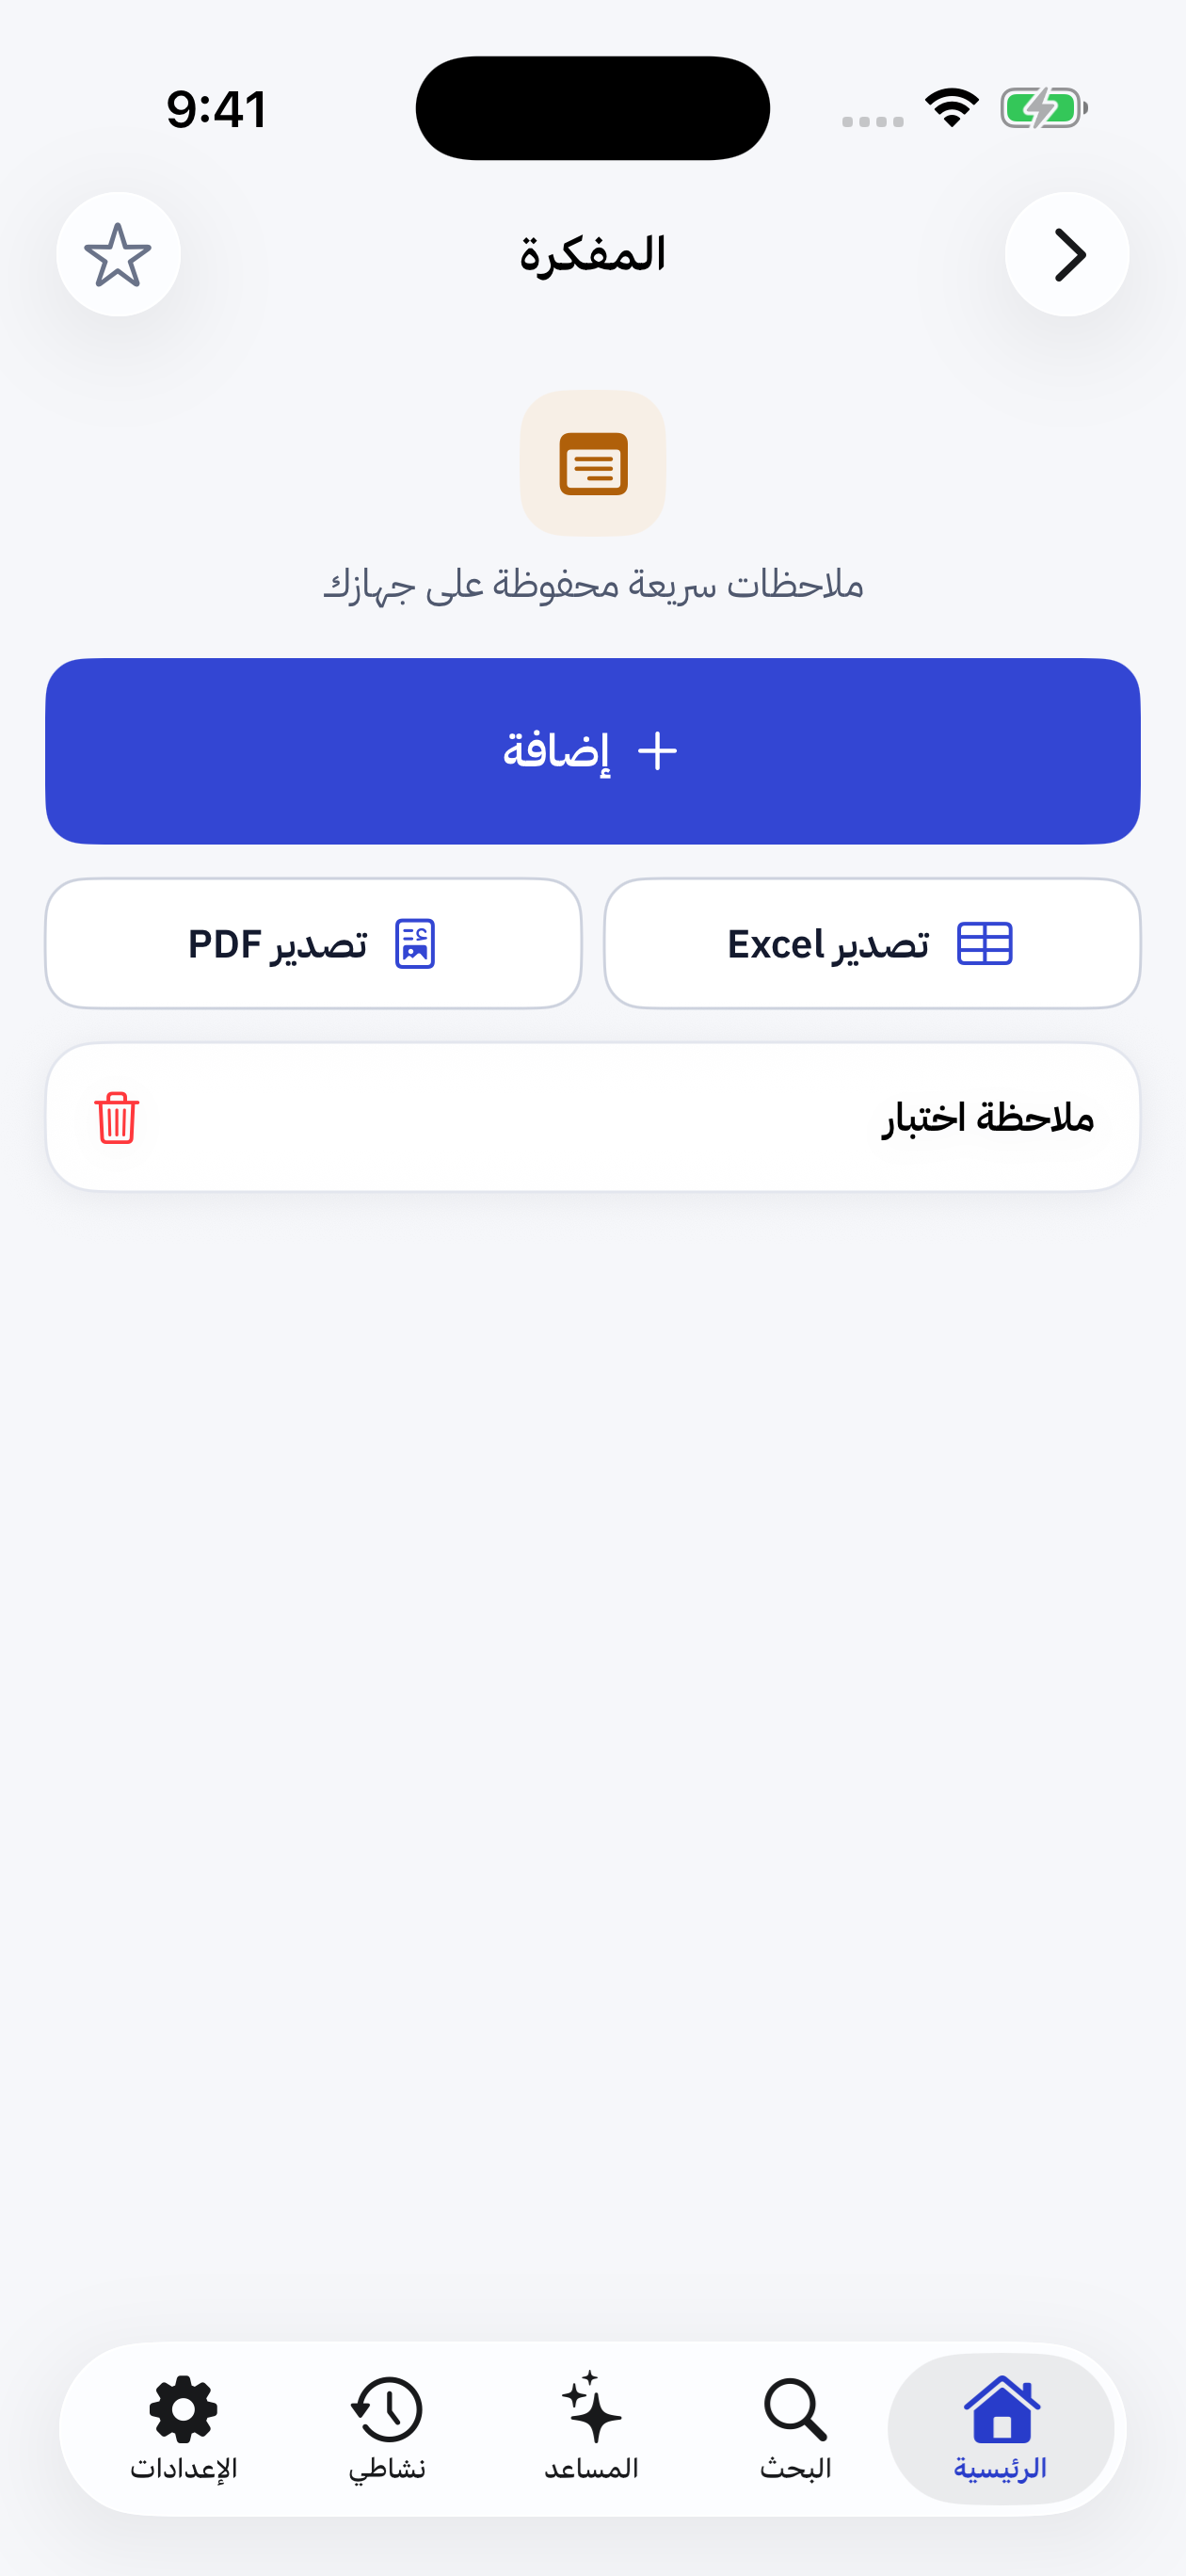 9:41
المفكرة
ملاحظات سريعة محفوظة على جهازك
إضافة
تصدير Excel
تصدير PDF
ملاحظة اختبار
الرئيسية
البحث
المساعد
نشاطي
الإعدادات